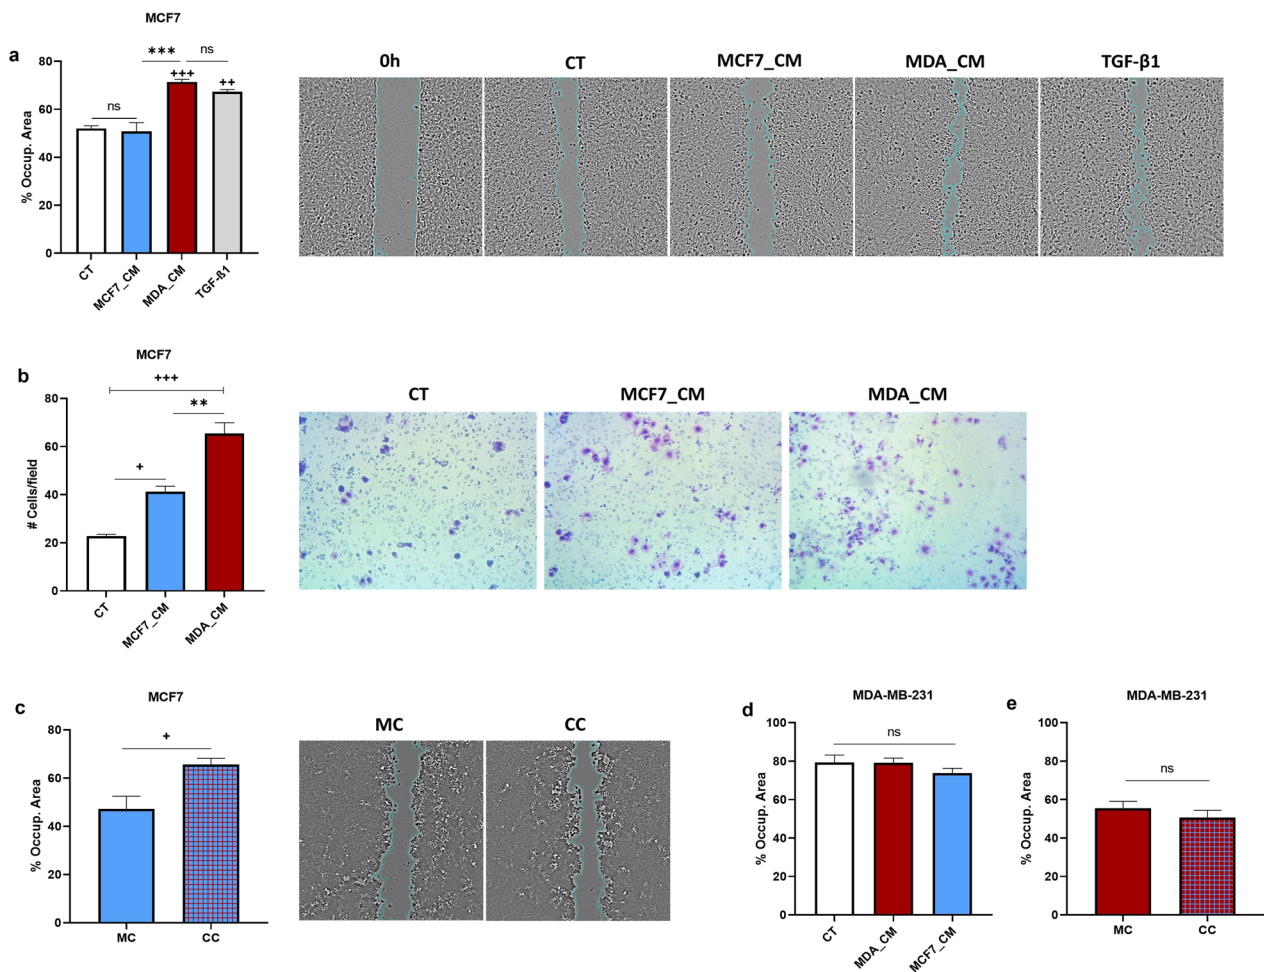 MCF7
a
*** ns
80
+++
++
60
ns
40
20
0
% Occup. Area
CT
MCF7_CM
MDA_CM
TGF-ß1
0h
CT
MCF7_CM
MDA_CM
TGF-β1
b
MCF7
+++
80
**
60
+
40
20
0
# Cells/field
CT
MCF7_CM
MDA_CM
CT
MCF7_CM
MDA_CM
c
MCF7
80
+
60
40
20
0
% Occup. Area
MC
CC
MC
CC
d
MDA-MB-231
100
ns
80
60
40
20
0
% Occup. Area
CT
MDA_CM
MCF7_CM
e
MDA-MB-231
100
80
ns
60
40
20
0
% Occup. Area
MC
CC